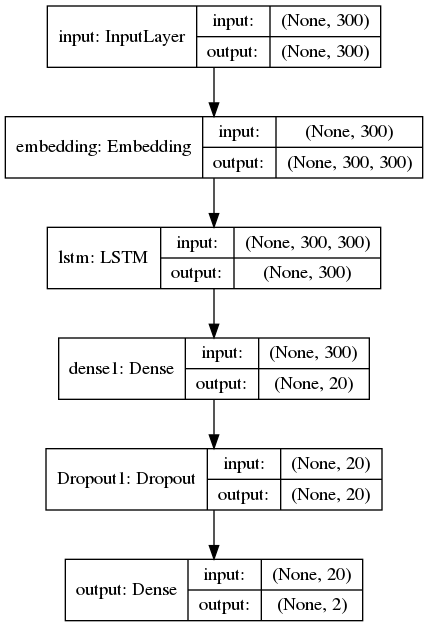 input: InputLayer
input:
(None, 300)
output:
(None, 300)
embedding: Embedding
input:
(None, 300)
output:
(None, 300, 300)
lstm: LSTM
input:
(None, 300, 300)
output:
(None, 300)
dense1: Dense
input:
(None, 300)
output:
(None, 20)
Dropout1: Dropout
input:
(None, 20)
output:
(None, 20)
output: Dense
input:
(None, 20)
output:
(None, 2)